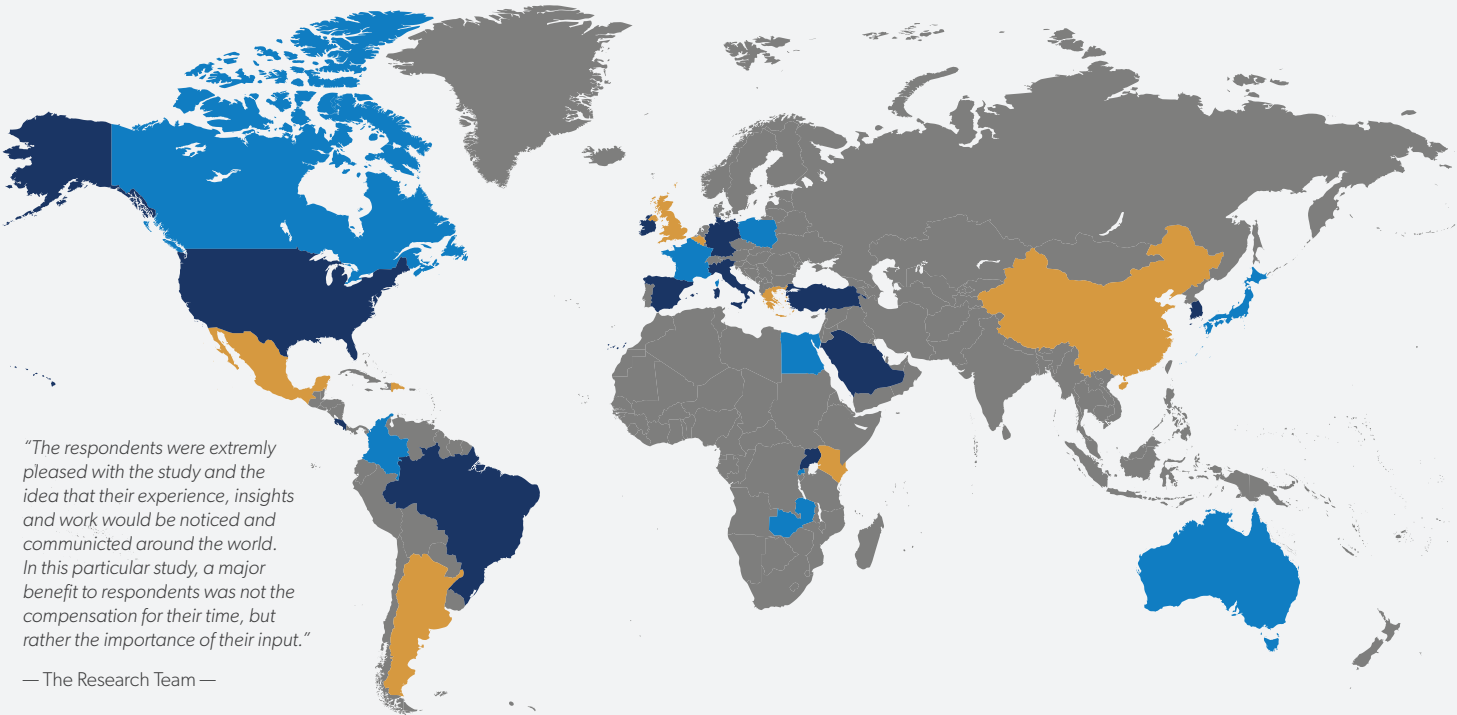 “The respondents were extremly
pleased with the study and the
idea that their experience, insights
and work would be noticed and
communicted around the world.
In this particular study, a major
benefit to respondents was not the
compensation for their time, but
rather the importance of their input.”
— The Research Team —